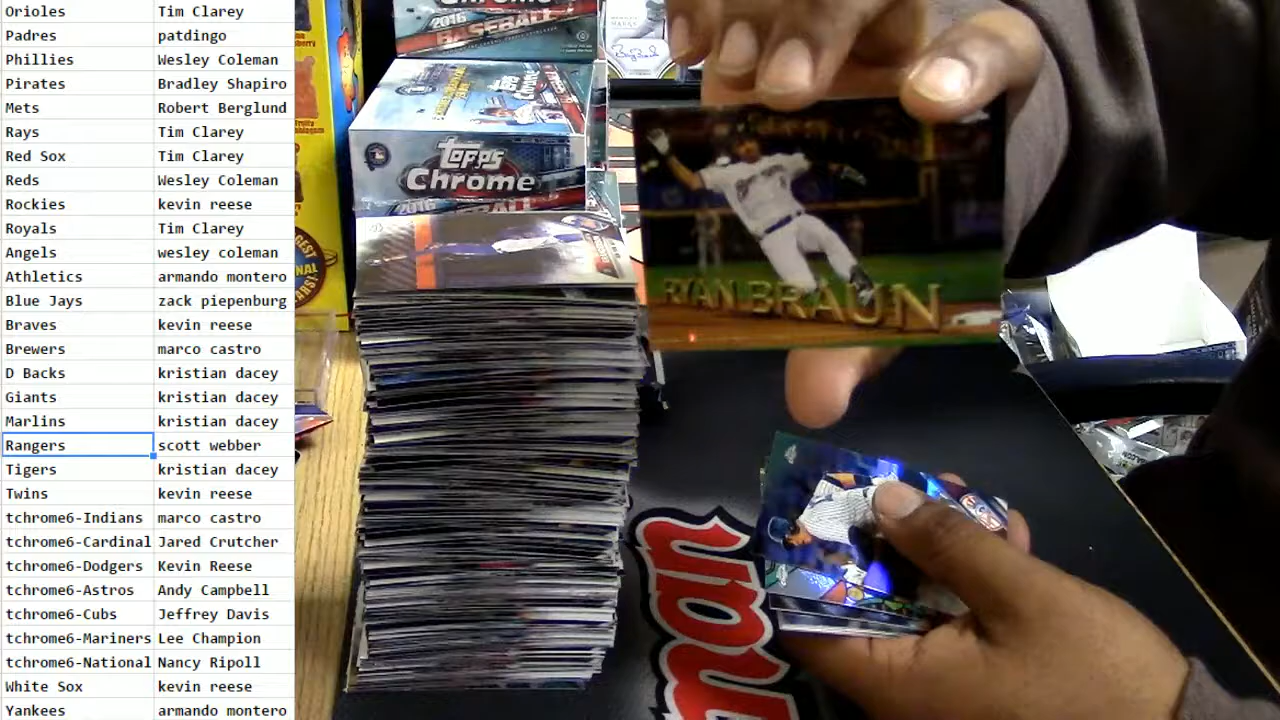 Orioles Tim Clarey
Padres patdingo
Phillies Wesley Coleman
Pirates Bradley Shapiro
Mets Robert Berglund
Rays Tim Clarey
Red Sox Tim Clarey
Reds Wesley Coleman
Rockies kevin reese
Royals Tim Clarey
Angels wesley coleman
Athletics armando montero
Blue Jays zack piepenburg
Braves kevin reese
Brewers marco castro
D Backs kristian dacey
Giants kristian dacey
Marlins kristian dacey
Rangers scott webber
Tigers kristian dacey
Twins kevin reese
tchrome6-Indians marco castro
tchrome6-Cardinal Jared Crutcher
tchrome6-Dodgers Kevin Reese
tchrome6-Astros Andy Campbell
tchrome6-Cubs Jeffrey Davis
tchrome6-Mariners Lee Champion
tchrome6-National Nancy Ripoll
White Sox kevin reese
Yankees armando montero
CHROME
2016 BASEBALL
Topps
Chrome
Topps
Chrome
2016 BASEBALL
RYAN BRAUN